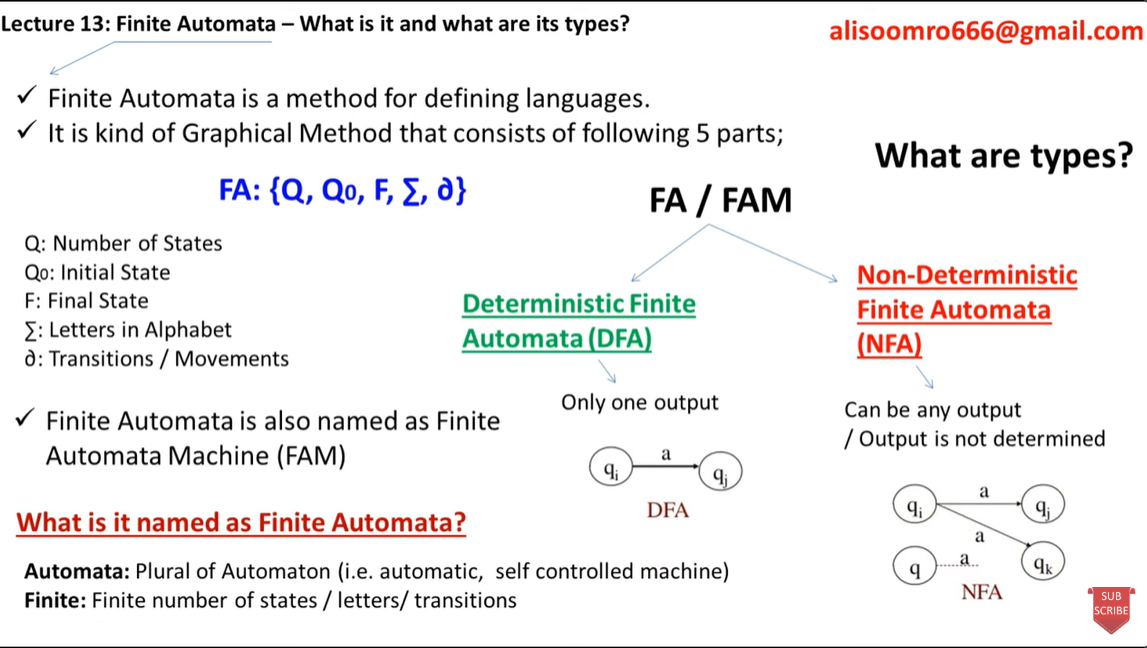 Lecture 13: Finite Automata – What is it and what are its types?
alisoomro666@gmail.com
✓ Finite Automata is a method for defining languages.
✓ It is kind of Graphical Method that consists of following 5 parts;
What are types?
FA: {Q, Q₀, F, ∑, ∂}
FA / FAM
Q: Number of States
Q₀: Initial State
F: Final State
∑: Letters in Alphabet
∂: Transitions / Movements
Deterministic Finite
Automata (DFA)
Only one output
qᵢ a qⱼ
DFA
Non-Deterministic
Finite Automata
(NFA)
Can be any output
/ Output is not determined
qᵢ a qⱼ
a
q a qₖ
NFA
✓ Finite Automata is also named as Finite
Automata Machine (FAM)
What is it named as Finite Automata?
Automata: Plural of Automaton (i.e. automatic, self controlled machine)
Finite: Finite number of states / letters/ transitions
SUB
SCRIBE